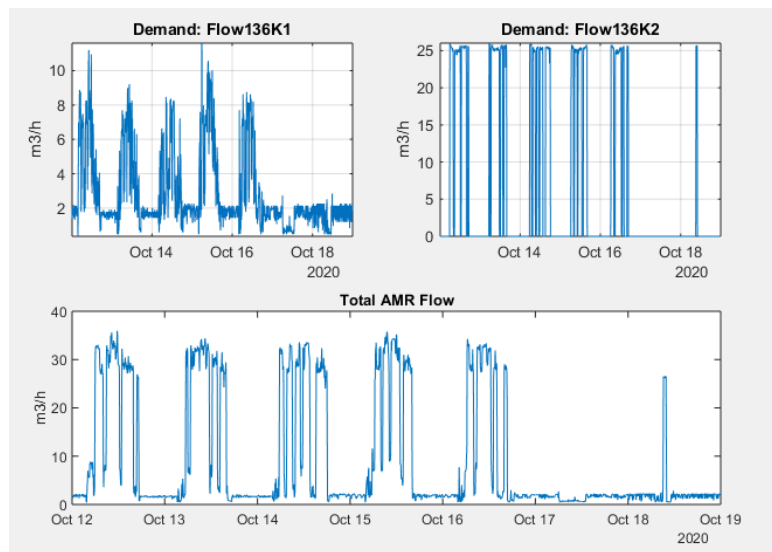 Demand: Flow136K1
m3/h
10
8
6
4
2
Oct 14 Oct 16 Oct 18
2020
Demand: Flow136K2
m3/h
25
20
15
10
5
0
Oct 14 Oct 16 Oct 18
2020
Total AMR Flow
m3/h
40
30
20
10
0
Oct 12 Oct 13 Oct 14 Oct 15 Oct 16 Oct 17 Oct 18 Oct 19
2020